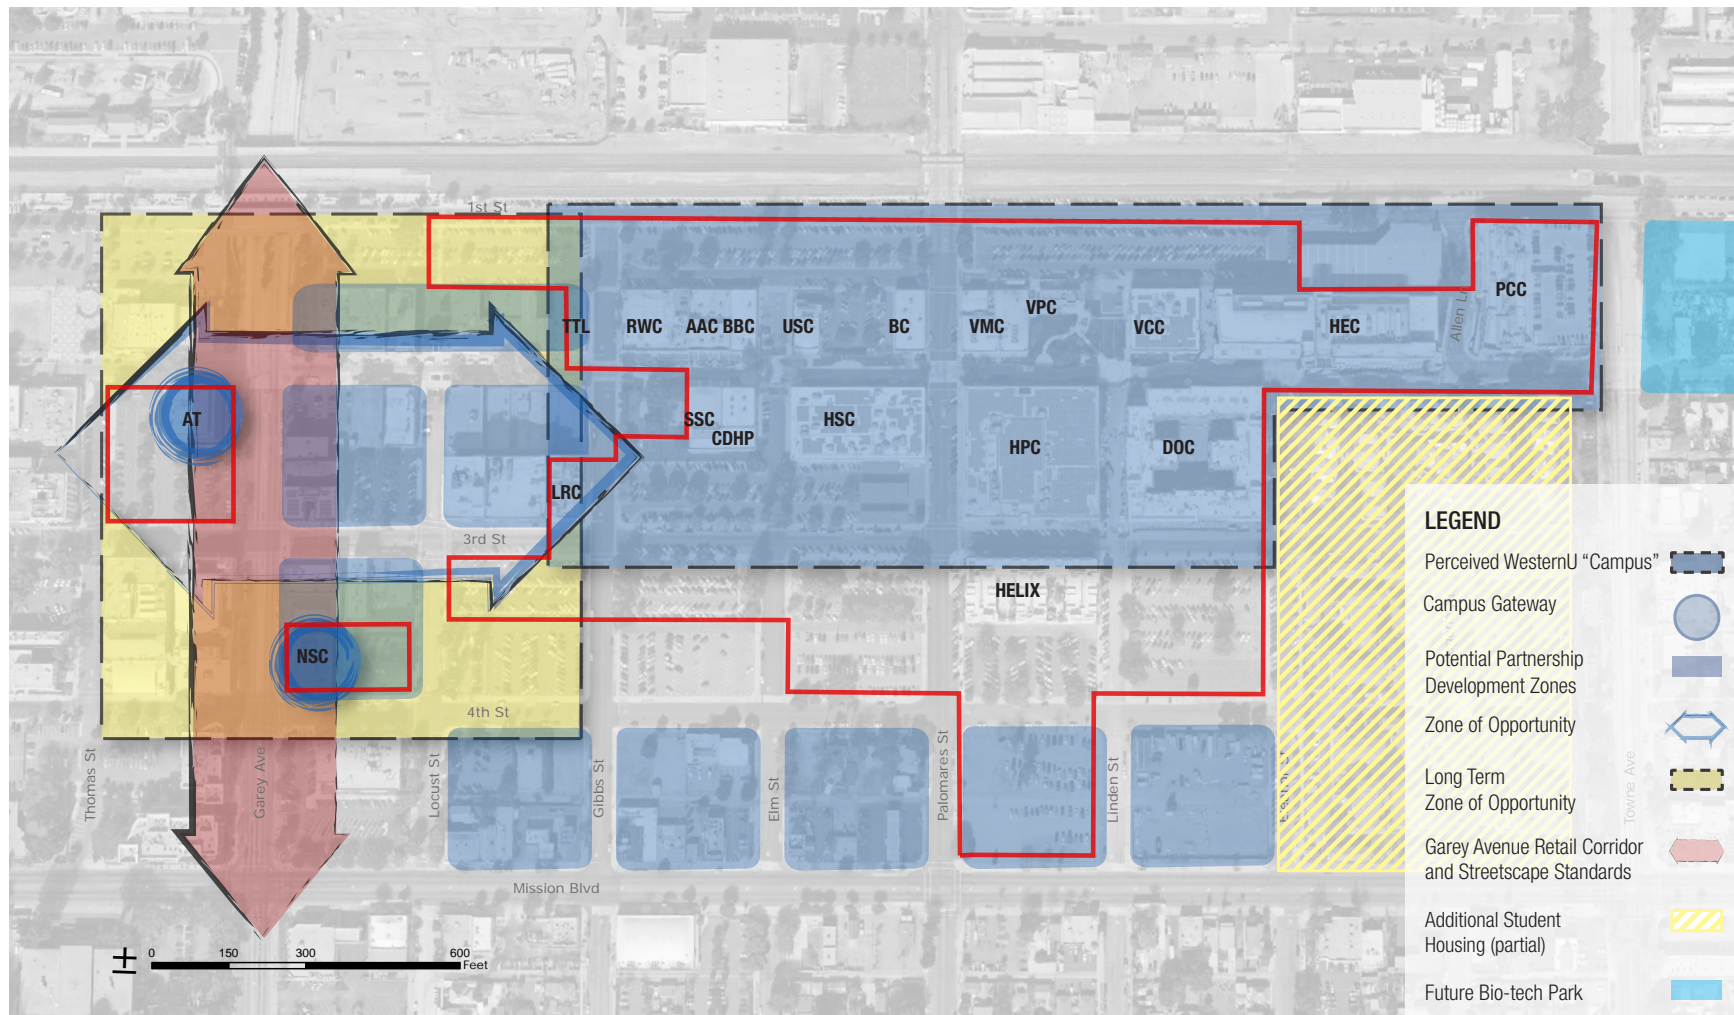 1st St
PCC
Allen Ln
TTL
RWC
AAC BBC
USC
BC
VMC
VPC
VCC
HEC
AT
SSC
CDHP
HSC
HPC
DOC
LRC
3rd St
HELIX
NSC
4th St
Thomas St
Garey Ave
Locust St
Gibbs St
Elm St
Palomares St
Linden St
Towne Ave
Mission Blvd
0 150 300 600
Feet
LEGEND
Perceived WesternU “Campus”
Campus Gateway
Potential Partnership
Development Zones
Zone of Opportunity
Long Term
Zone of Opportunity
Garey Avenue Retail Corridor
and Streetscape Standards
Additional Student
Housing (partial)
Future Bio-tech Park